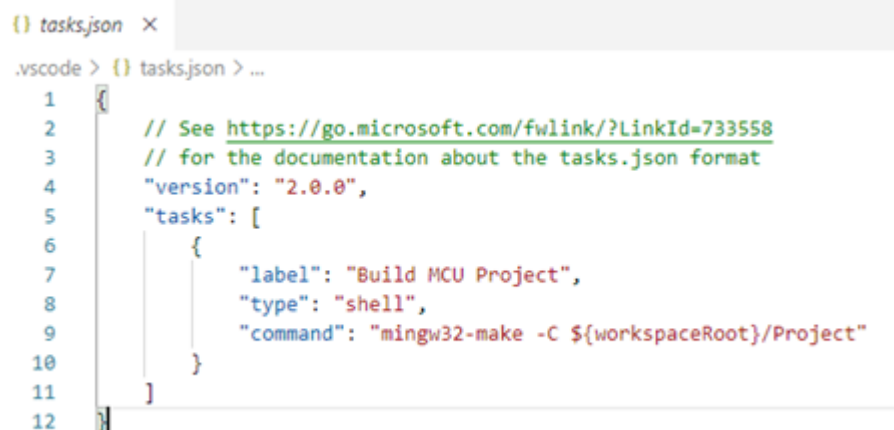 {} tasks.json ×
.vscode > {} tasks.json > ...
1 {
2 // See https://go.microsoft.com/fwlink/?LinkId=733558
3 // for the documentation about the tasks.json format
4 "version": "2.0.0",
5 "tasks": [
6 {
7 "label": "Build MCU Project",
8 "type": "shell",
9 "command": "mingw32-make -C ${workspaceRoot}/Project"
10 }
11 ]
12 }